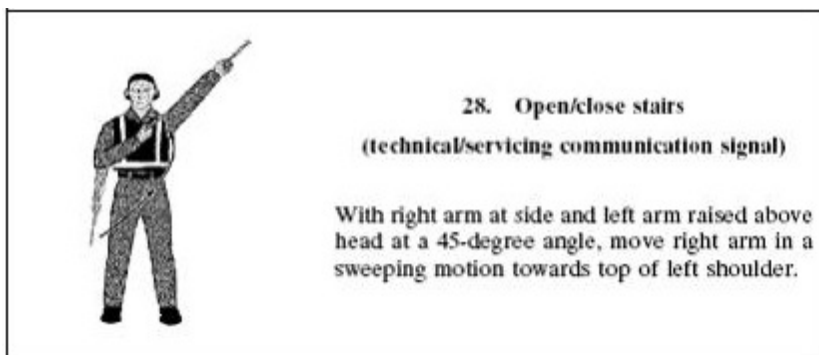 28. Open/close stairs
(technical/servicing communication signal)
With right arm at side and left arm raised above
head at a 45-degree angle, move right arm in a
sweeping motion towards top of left shoulder.